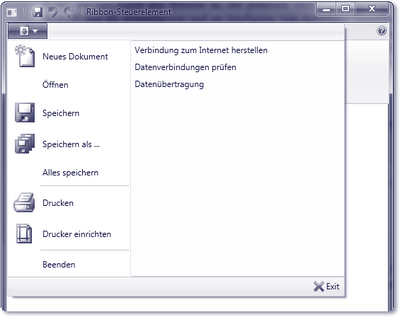 Ribbon-Steuerelement
Neues Dokument
Öffnen
Speichern
Speichern als ...
Alles speichern
Drucken
Drucker einrichten
Beenden
Verbindung zum Internet herstellen
Datenverbindungen prüfen
Datenübertragung
Exit